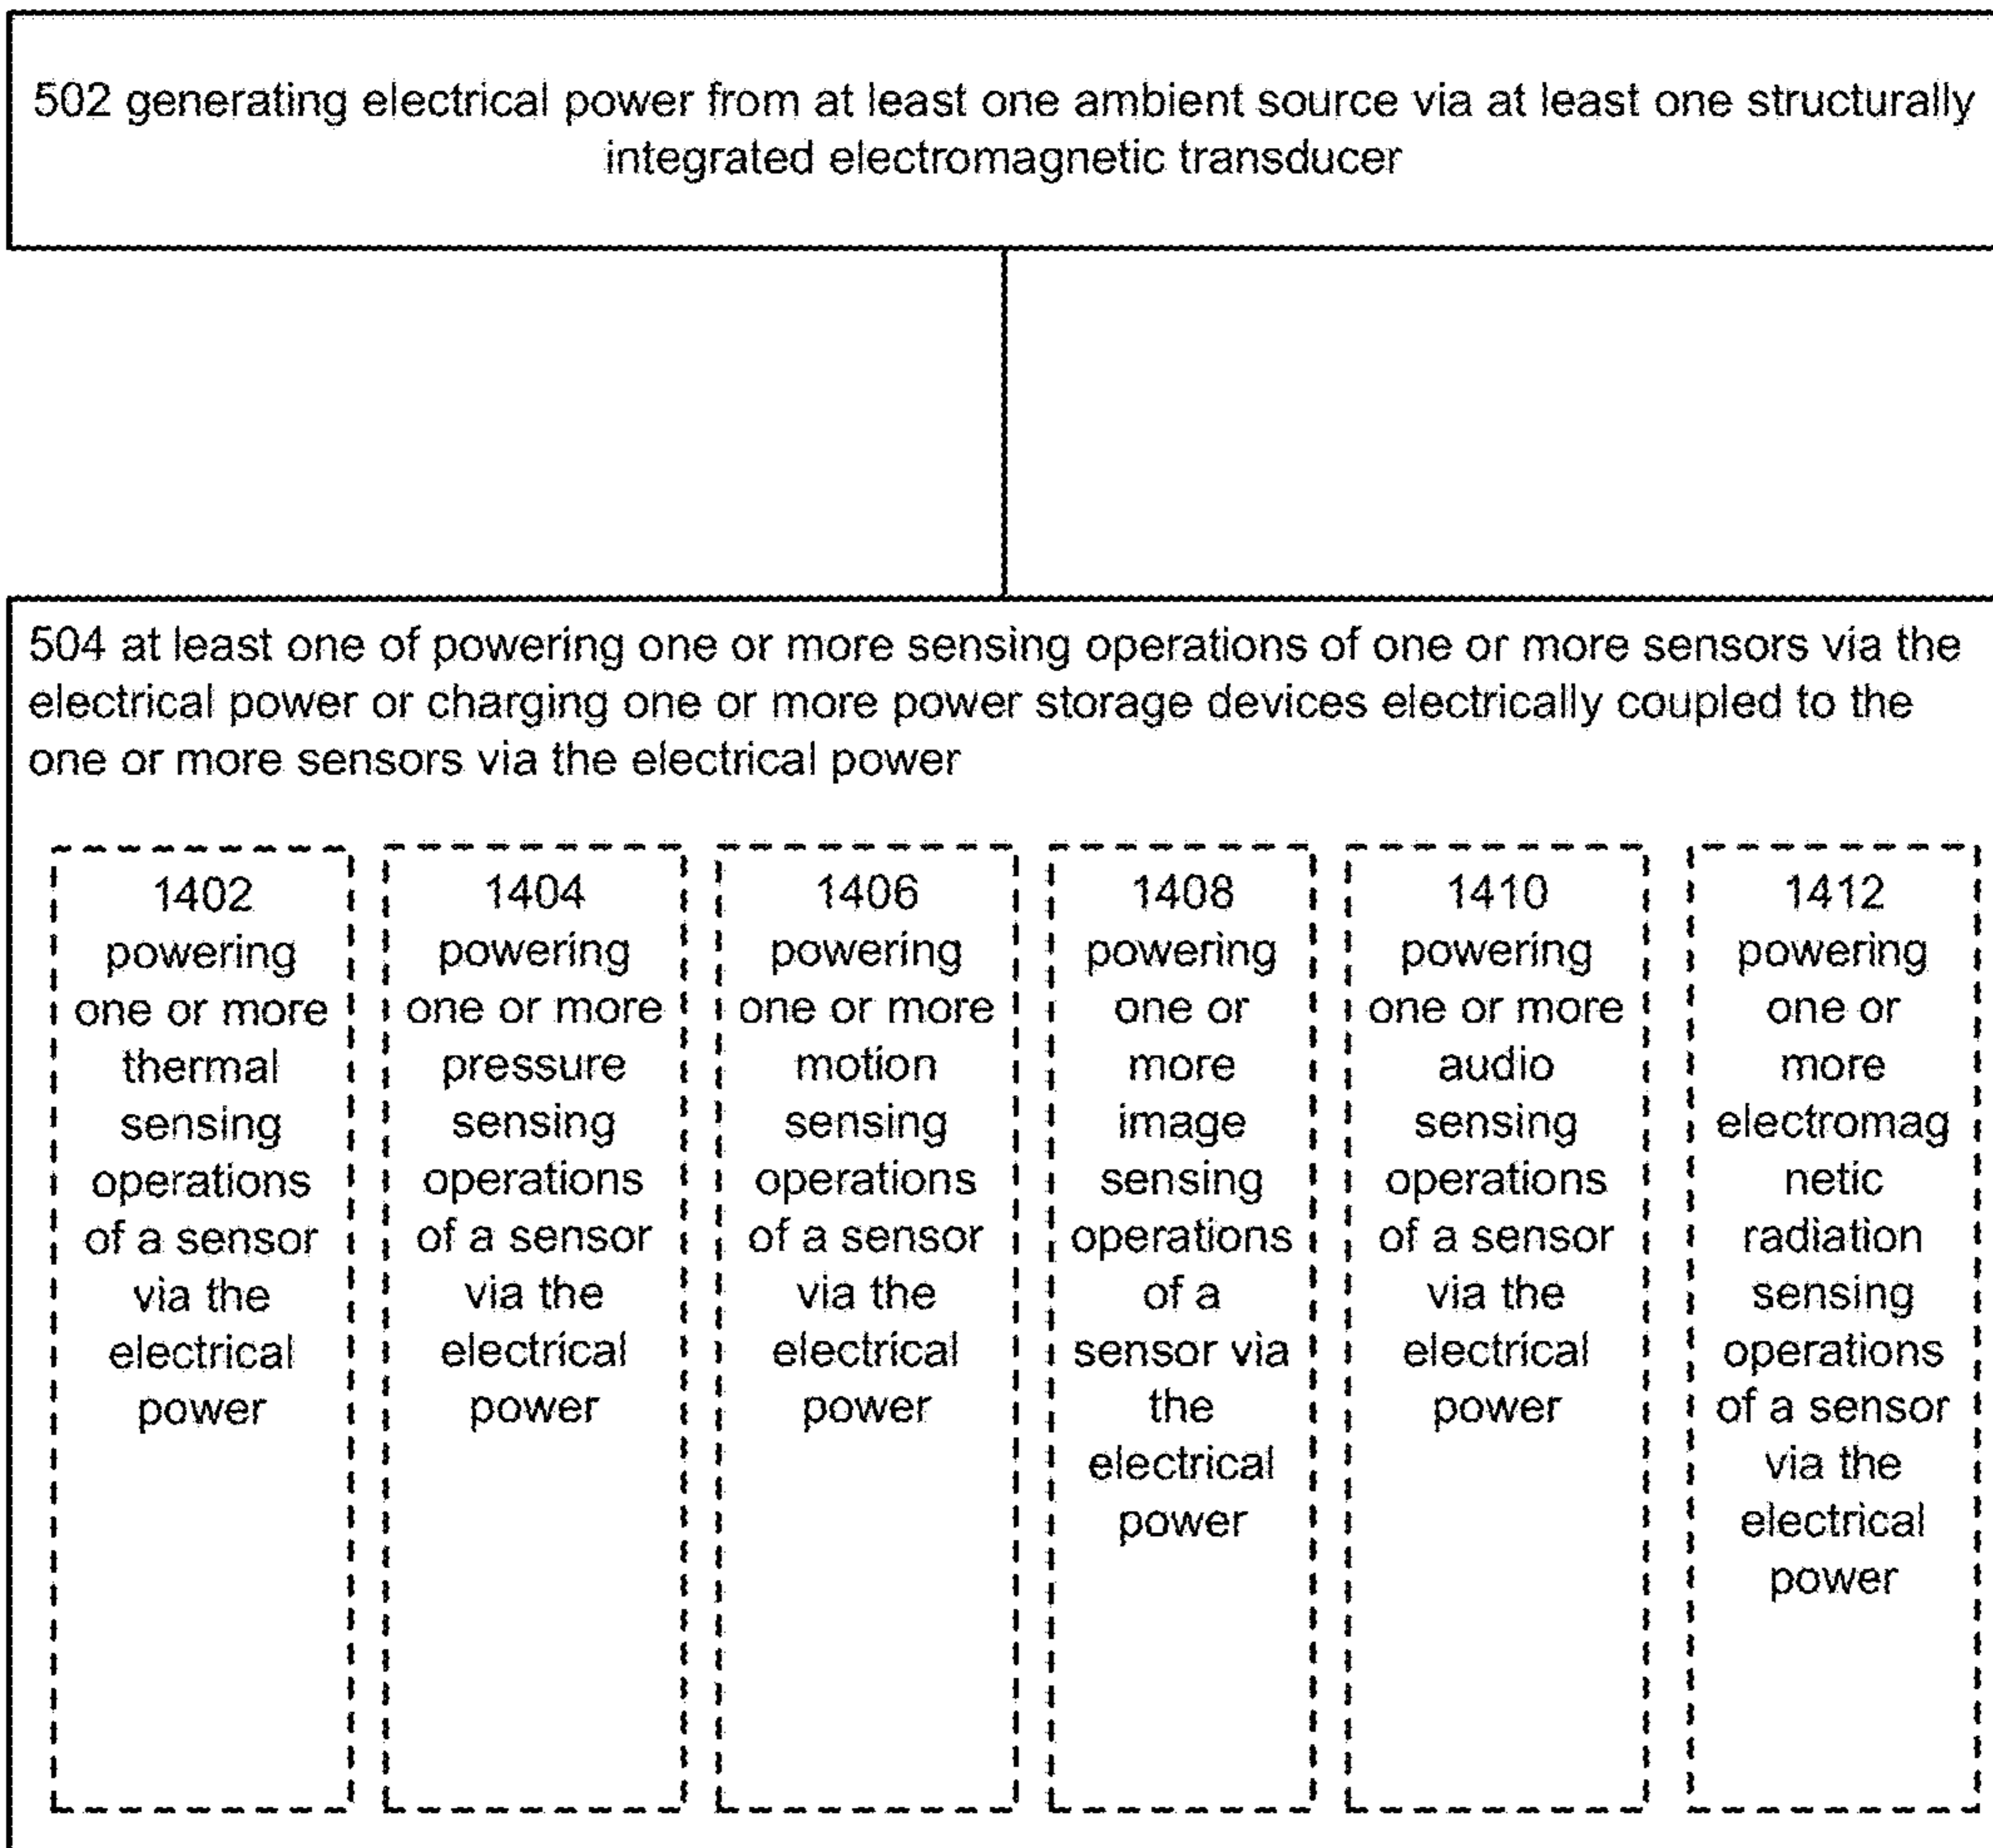 502 generating electrical power from at least one ambient source via at least one structurally
integrated electromagnetic transducer
504 at least one of powering one or more sensing operations of one or more sensors via the
electrical power or charging one or more power storage devices electrically coupled to the
one or more sensors via the electrical power
1402
powering
one or more
thermal
sensing
operations
of a sensor
via the
electrical
power
1404
powering
one or more
pressure
sensing
operations
of a sensor
via the
electrical
power
1406
powering
one or more
motion
sensing
operations
of a sensor
via the
electrical
power
1408
powering
one or
more
image
sensing
operations
of a
sensor via
the
electrical
power
1410
powering
one or more
audio
sensing
operations
of a sensor
via the
electrical
power
1412
powering
one or
more
electromag
netic
radiation
sensing
operations
of a sensor
via the
electrical
power